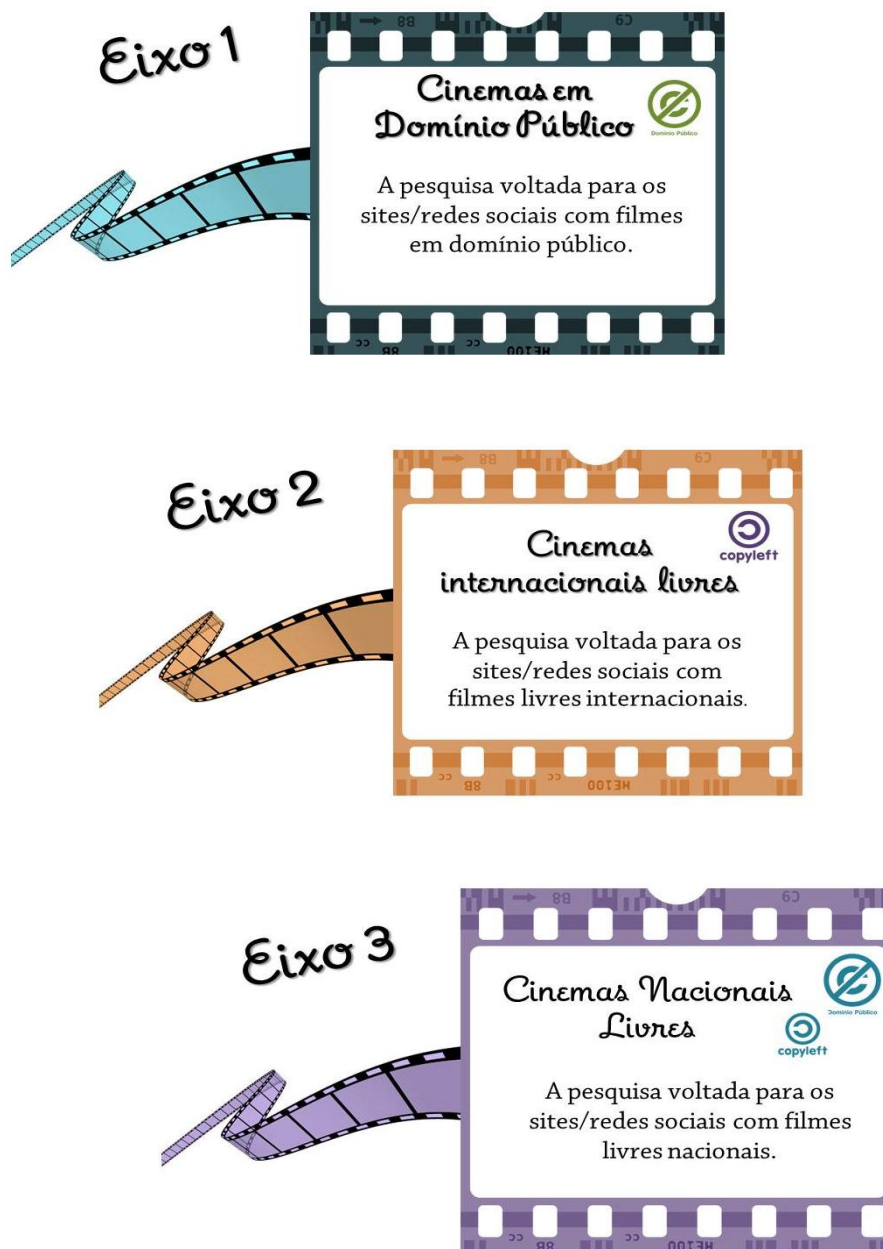 Eixo 1
Cinemas em
Domínio Público
Domínio Público
A pesquisa voltada para os
sites/redes sociais com filmes
em domínio público.
Eixo 2
copyleft
Cinemas
internacionais livres
A pesquisa voltada para os
sites/redes sociais com
filmes livres internacionais.
Eixo 3
Cinemas Nacionais
Livres
Domínio Público
copyleft
A pesquisa voltada para os
sites/redes sociais com filmes
livres nacionais.